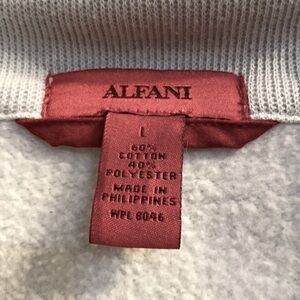 ALFANI
L
60%
COTTON
40%
POLYESTER
MADE IN
PHILIPPINES
WPL 8046